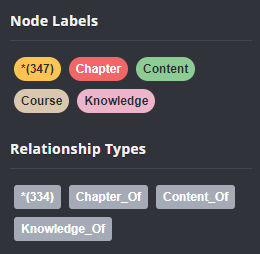 Node Labels
*(347) Chapter Content
Course Knowledge
Relationship Types
*(334) Chapter_Of Content_Of
Knowledge_Of